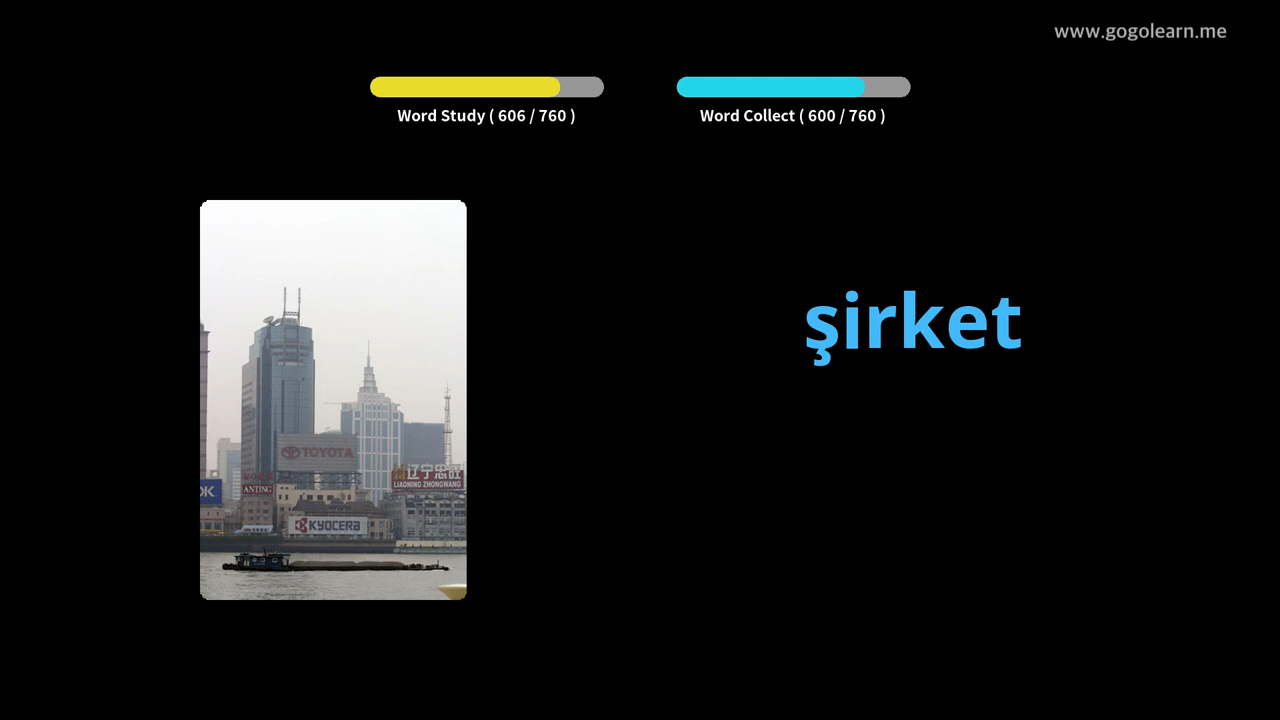 www.gogolearn.me
Word Study ( 606 / 760 )
Word Collect ( 600 / 760 )
şirket
TOYOTA
辽宁忠旺
LIAONING ZHONGWANG
OK
ANTING
KYOCERA